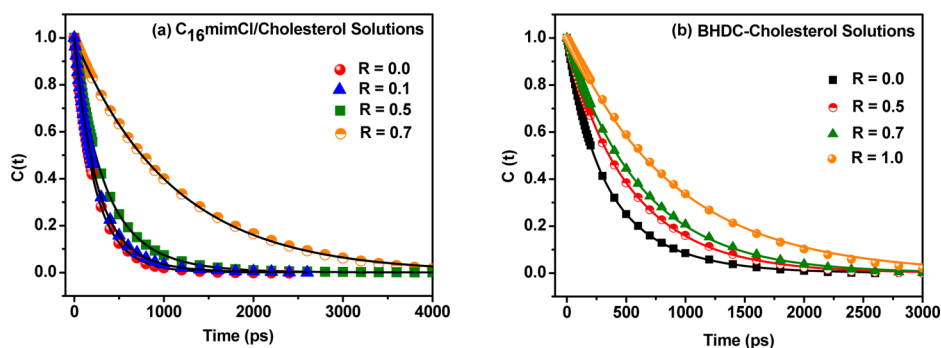 (a) C16mimCl/Cholesterol Solutions
R = 0.0
R = 0.1
R = 0.5
R = 0.7
C(t)
1.0
0.8
0.6
0.4
0.2
0.0
0 1000 2000 3000 4000
Time (ps)
(b) BHDC-Cholesterol Solutions
R = 0.0
R = 0.5
R = 0.7
R = 1.0
C (t)
1.0
0.8
0.6
0.4
0.2
0.0
0 500 1000 1500 2000 2500 3000
Time (ps)